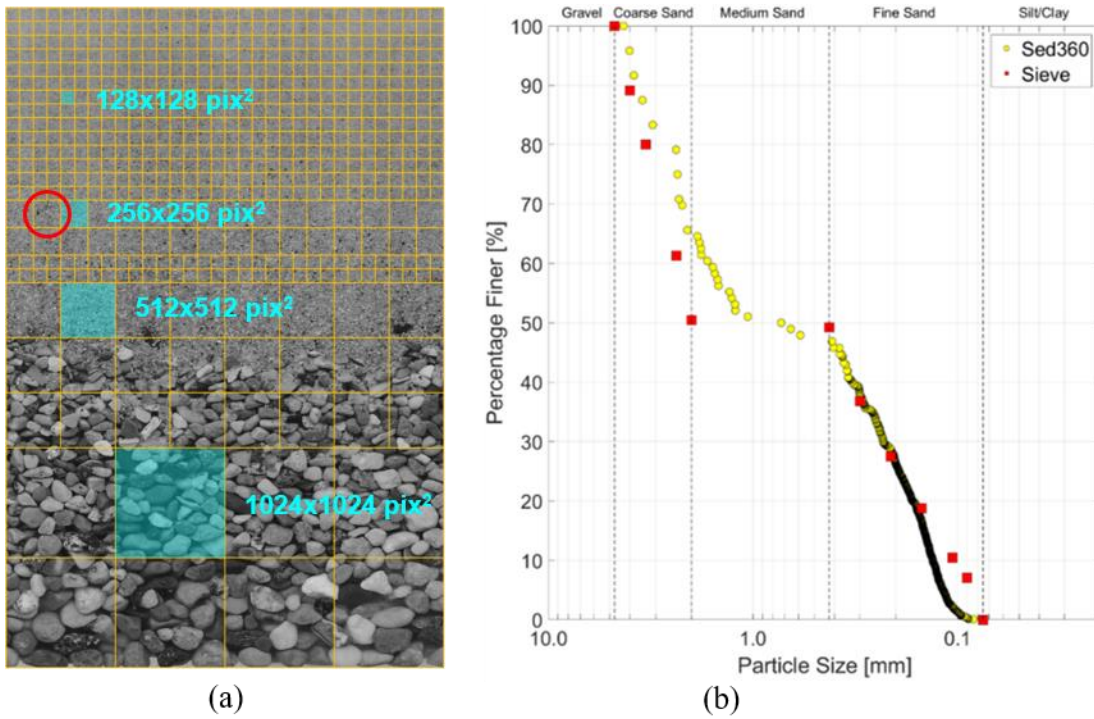 128x128 pix²
256x256 pix²
512x512 pix²
1024x1024 pix²
(a)
Gravel Coarse Sand Medium Sand Fine Sand Silt/Clay
Sed360
Sieve
100
90
80
70
60
50
40
30
20
10
0
Percentage Finer [%]
10.0 1.0 0.1
Particle Size [mm]
(b)